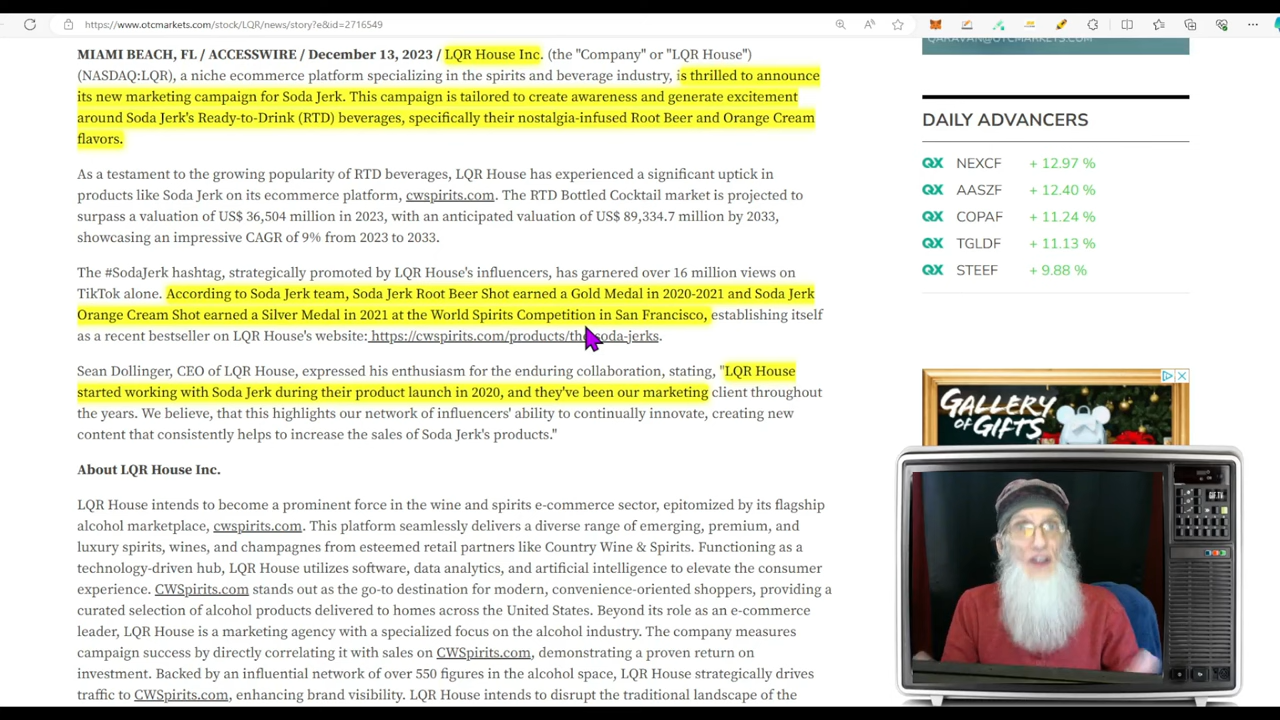 https://www.otcmarkets.com/stock/LQR/news/story?e&id=2716549
MIAMI BEACH, FL / ACCESSWIRE / December 13, 2023 / LQR House Inc. (the "Company" or "LQR House")
(NASDAQ:LQR), a niche ecommerce platform specializing in the spirits and beverage industry, is thrilled to announce
its new marketing campaign for Soda Jerk. This campaign is tailored to create awareness and generate excitement
around Soda Jerk's Ready-to-Drink (RTD) beverages, specifically their nostalgia-infused Root Beer and Orange Cream
flavors.
As a testament to the growing popularity of RTD beverages, LQR House has experienced a significant uptick in
products like Soda Jerk on its ecommerce platform, cwspirits.com. The RTD Bottled Cocktail market is projected to
surpass a valuation of US$ 36,504 million in 2023, with an anticipated valuation of US$ 89,334.7 million by 2033,
showcasing an impressive CAGR of 9% from 2023 to 2033.
The #SodaJerk hashtag, strategically promoted by LQR House's influencers, has garnered over 16 million views on
TikTok alone. According to Soda Jerk team, Soda Jerk Root Beer Shot earned a Gold Medal in 2020-2021 and Soda Jerk
Orange Cream Shot earned a Silver Medal in 2021 at the World Spirits Competition in San Francisco, establishing itself
as a recent bestseller on LQR House's website: https://cwspirits.com/products/the-soda-jerks.
Sean Dollinger, CEO of LQR House, expressed his enthusiasm for the enduring collaboration, stating, "LQR House
started working with Soda Jerk during their product launch in 2020, and they've been our marketing client throughout
the years. We believe, that this highlights our network of influencers' ability to continually innovate, creating new
content that consistently helps to increase the sales of Soda Jerk's products."
About LQR House Inc.
LQR House intends to become a prominent force in the wine and spirits e-commerce sector, epitomized by its flagship
alcohol marketplace, cwspirits.com. This platform seamlessly delivers a diverse range of emerging, premium, and
luxury spirits, wines, and champagnes from esteemed retail partners like Country Wine & Spirits. Functioning as a
technology-driven hub, LQR House utilizes software, data analytics, and artificial intelligence to elevate the consumer
experience. CWSpirits.com stands out as the go-to destination for modern, convenience-oriented shoppers, providing a
curated selection of alcohol products delivered to homes across the United States. Beyond its role as an e-commerce
leader, LQR House is a marketing agency with a specialized focus on the alcohol industry. The company measures
campaign success by directly correlating it with sales on CWSpirits.com, demonstrating a proven return on
investment. Backed by an influential network of over 550 figures in the alcohol space, LQR House strategically drives
traffic to CWSpirits.com, enhancing brand visibility. LQR House intends to disrupt the traditional landscape of the
QARAVAN@OTCMARKETS.COM
DAILY ADVANCERS
QX NEXCF + 12.97 %
QX AASZF + 12.40 %
QX COPAF + 11.24 %
QX TGLDF + 11.13 %
QX STEEF + 9.88 %
GALLERY
OF GIFTS